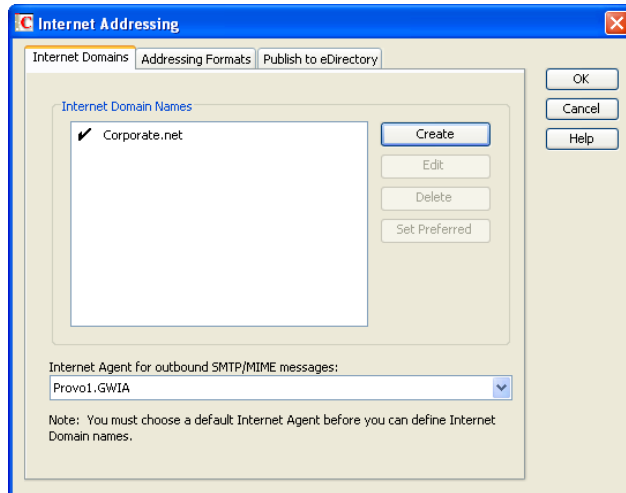 Internet Addressing
Internet Domains
Addressing Formats
Publish to eDirectory
OK
Cancel
Help
Internet Domain Names
Corporate.net
Create
Edit
Delete
Set Preferred
Internet Agent for outbound SMTP/MIME messages:
Provo1.GWIA
Note: You must choose a default Internet Agent before you can define Internet
Domain names.